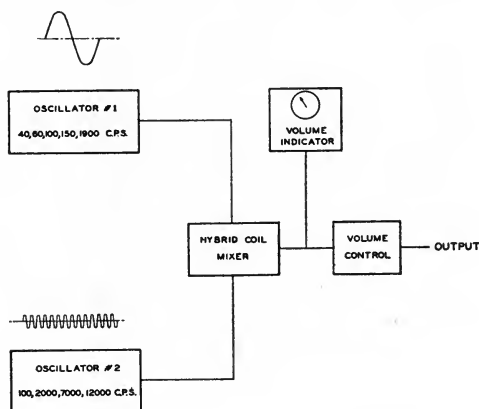 OSCILLATOR #1
40,60,100,150,1900 C.P.S.
VOLUME
INDICATOR
HYBRID COIL
MIXER
VOLUME
CONTROL
OUTPUT
OSCILLATOR #2
100,2000,7000,12000 C.P.S.